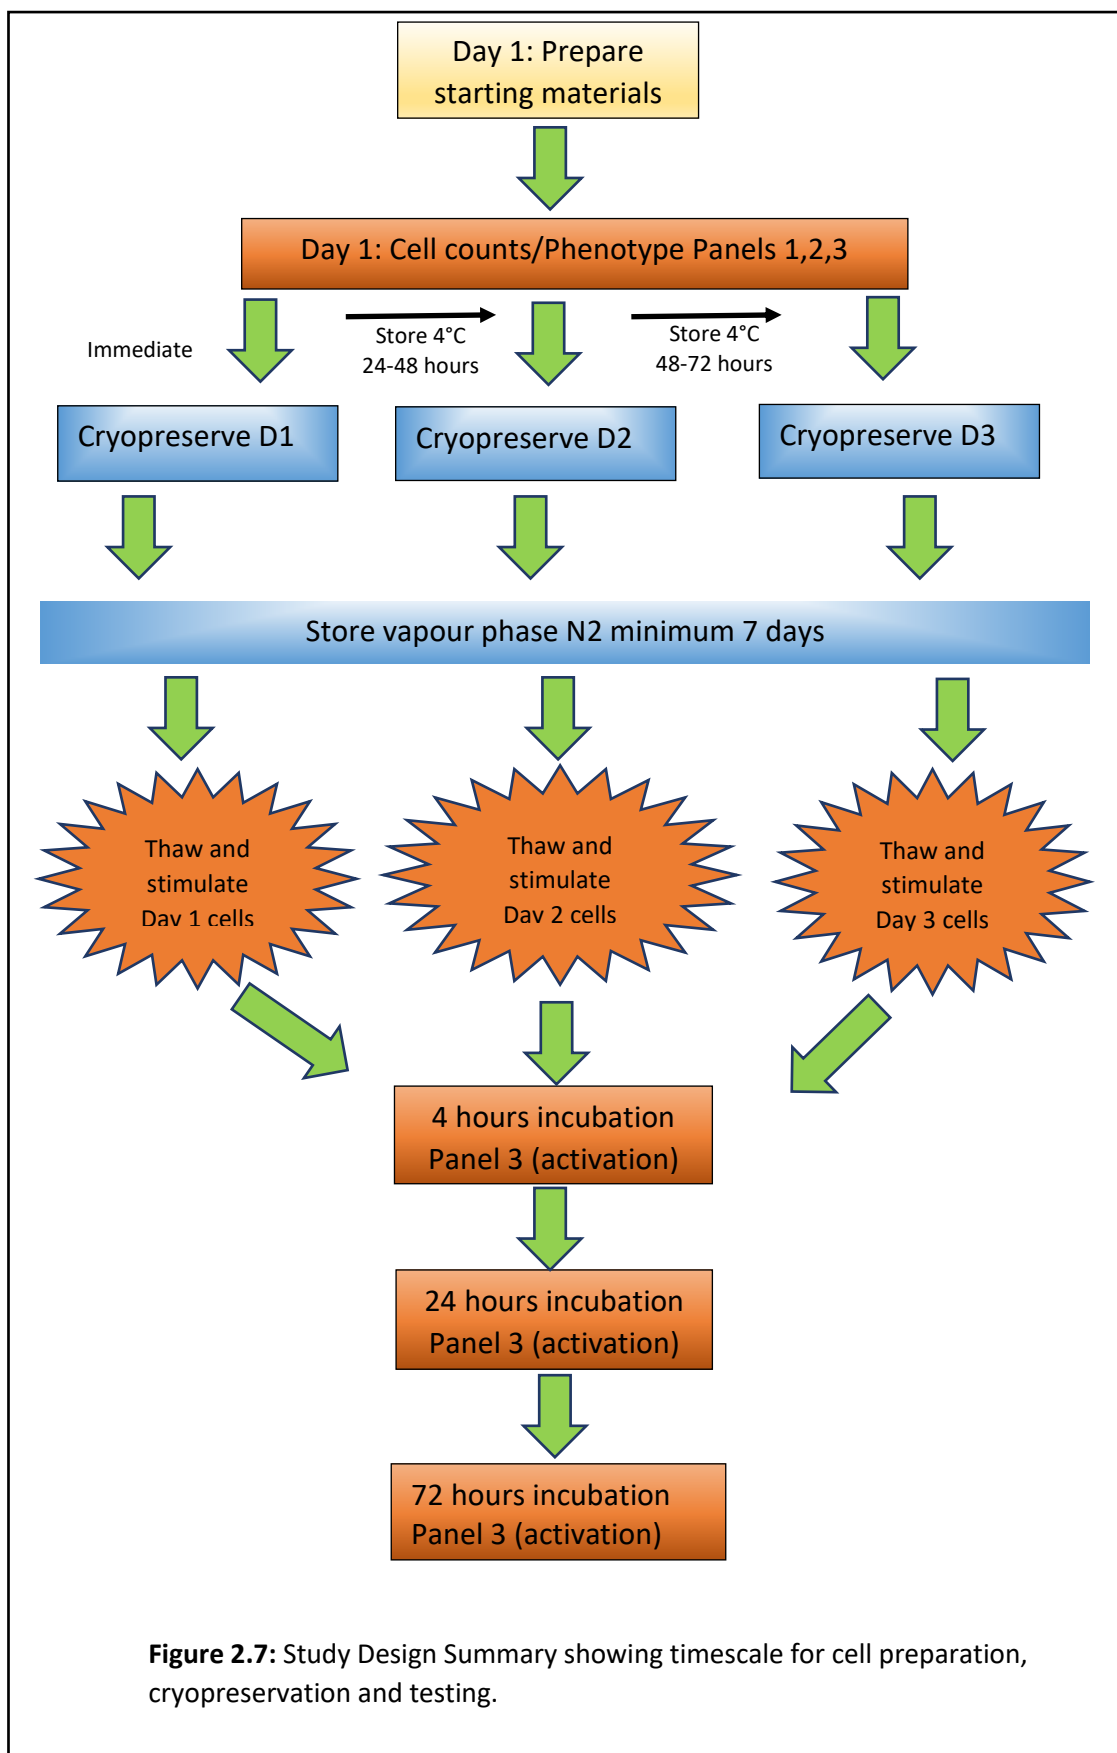 Day 1: Prepare
starting materials
Day 1: Cell counts/Phenotype Panels 1,2,3
Immediate
Store 4°C
24-48 hours
Store 4°C
48-72 hours
Cryopreserve D1
Cryopreserve D2
Cryopreserve D3
Store vapour phase N2 minimum 7 days
Thaw and
stimulate
Day 1 cells
Thaw and
stimulate
Day 2 cells
Thaw and
stimulate
Day 3 cells
4 hours incubation
Panel 3 (activation)
24 hours incubation
Panel 3 (activation)
72 hours incubation
Panel 3 (activation)
Figure 2.7: Study Design Summary showing timescale for cell preparation,
cryopreservation and testing.